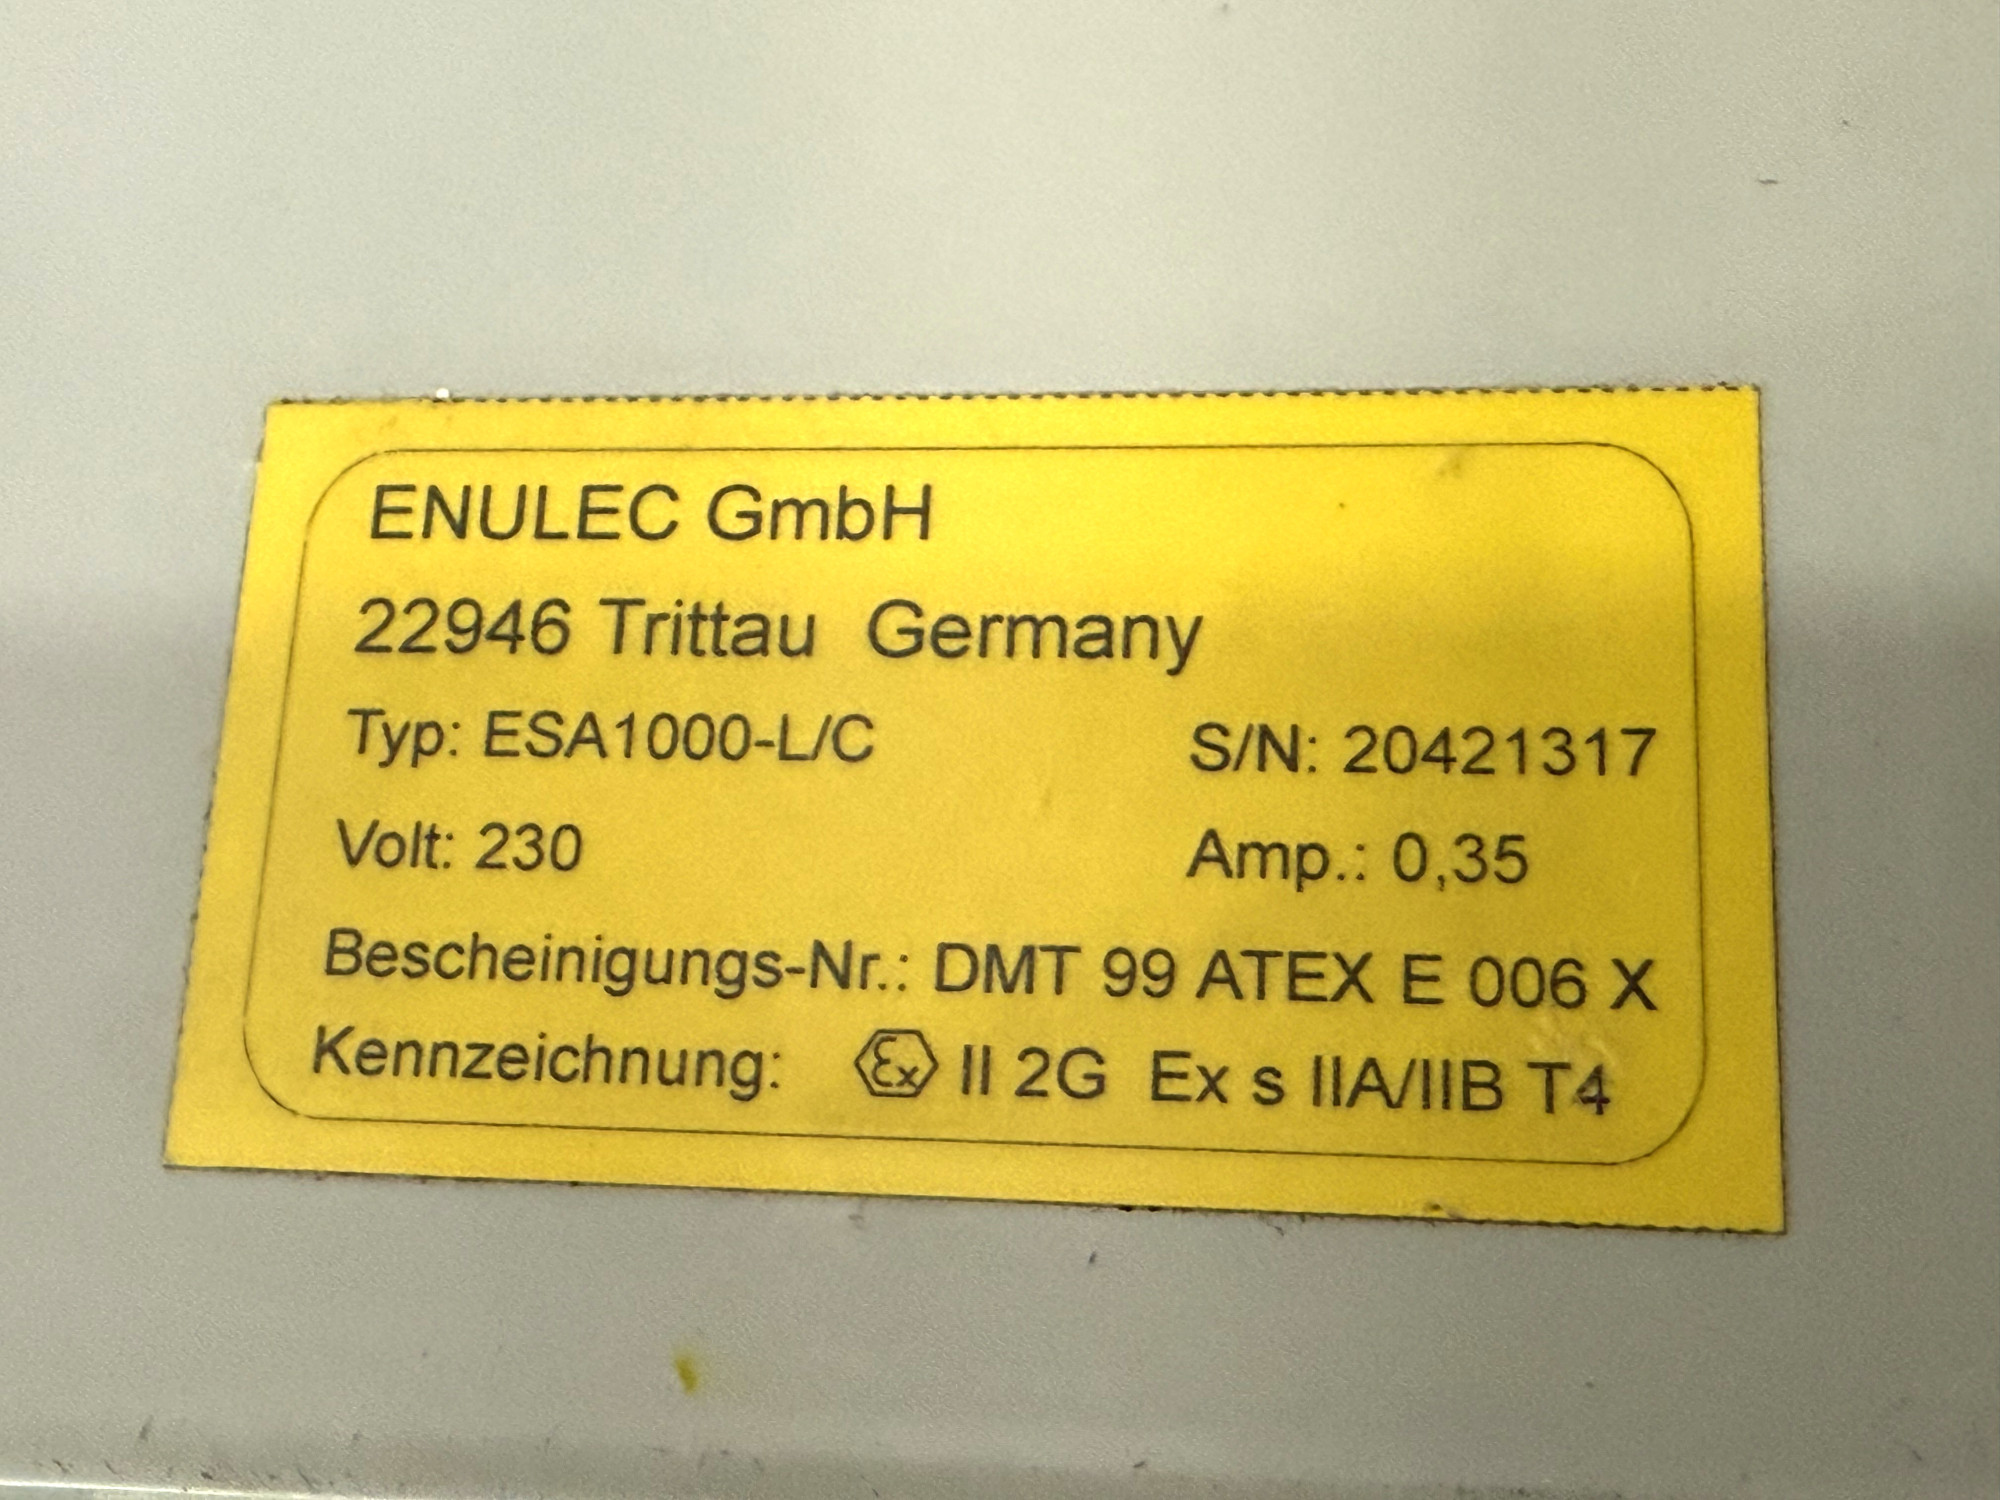 ENULEC GmbH
22946 Trittau Germany
Typ: ESA1000-L/C S/N: 20421317
Volt: 230 Amp.: 0,35
Bescheinigungs-Nr.: DMT 99 ATEX E 006 X
Kennzeichnung: Ex II 2G Ex s IIA/IIB T4